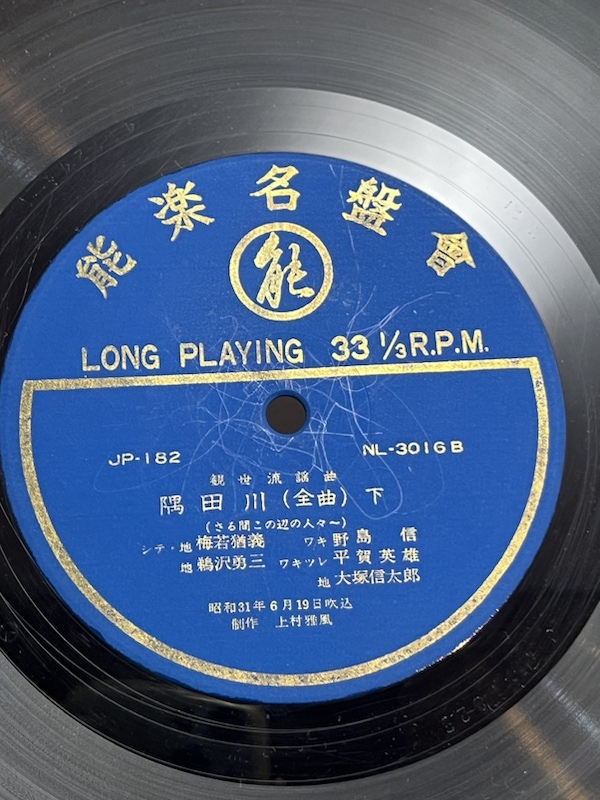 能楽名盤會
能
LONG PLAYING 33 ⅓ R.P.M.
JP-182 NL-3016 B
観世流謡曲
隅田川(全曲)下
(さる間この辺の人々〜)
シテ・地 梅若猶義 ワキ 野島信
地 鵜沢勇三 ワキツレ 平賀英雄
地 大塚信太郎
昭和31年6月19日吹込
制作 上村雅風